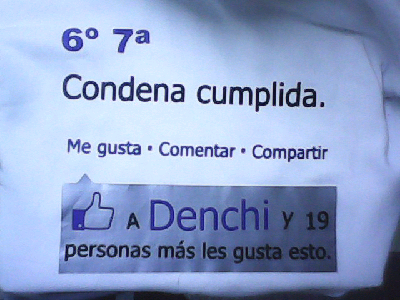 6º 7ª
Condena cumplida.
Me gusta · Comentar · Compartir
A Denchi y 19
personas más les gusta esto.